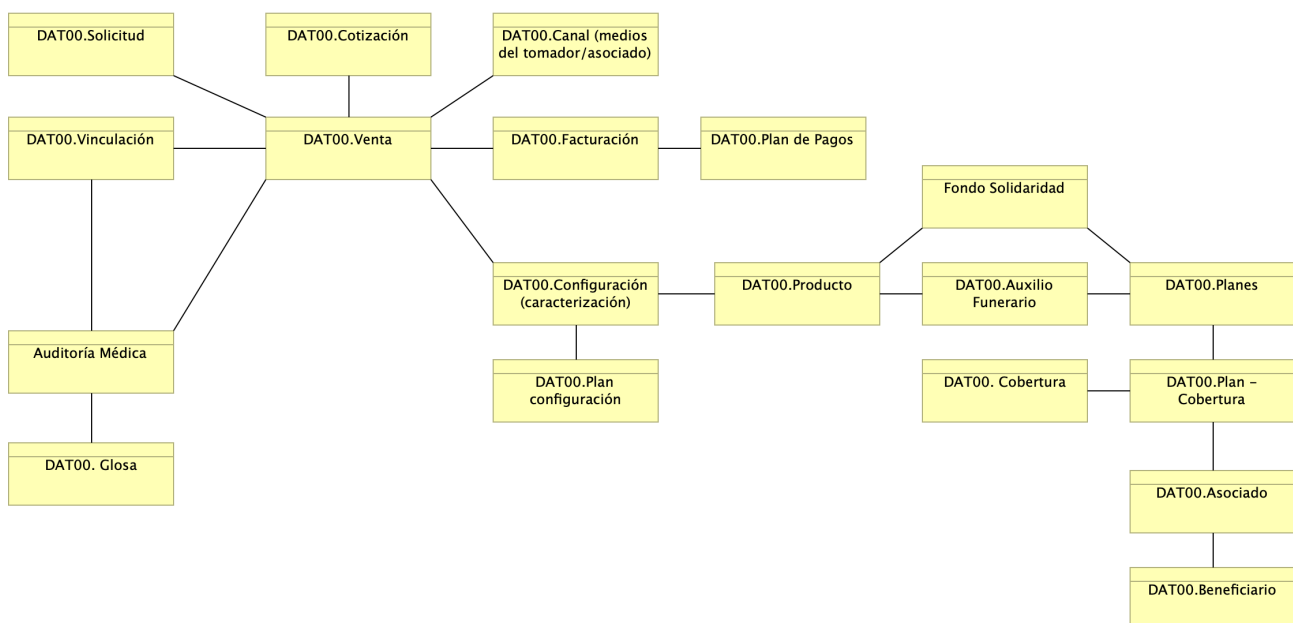 DAT00.Solicitud
DAT00.Cotización
DAT00.Canal (medios
del tomador/asociado)
DAT00.Vinculación
DAT00.Venta
DAT00.Facturación
DAT00.Plan de Pagos
Fondo Solidaridad
DAT00.Configuración
(caracterización)
DAT00.Producto
DAT00.Auxilio
Funerario
DAT00.Planes
Auditoría Médica
DAT00.Plan
configuración
DAT00. Cobertura
DAT00.Plan -
Cobertura
DAT00. Glosa
DAT00.Asociado
DAT00.Beneficiario